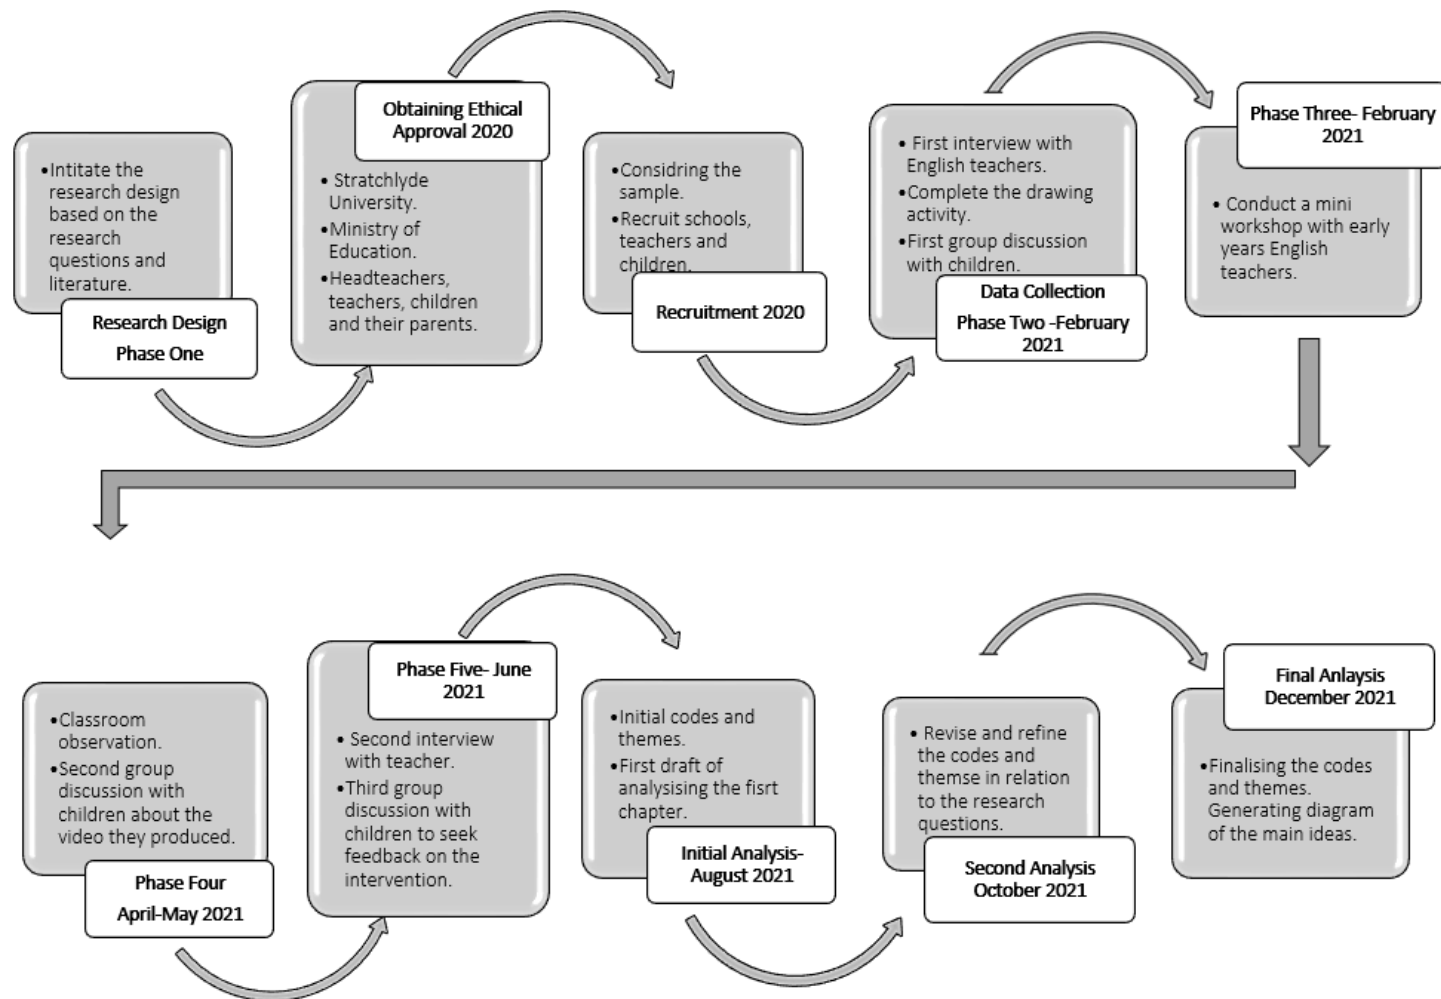 •Intitate the
research design
based on the
research
questions and
literature.
Research Design
Phase One
Obtaining Ethical
Approval 2020
• Stratchlyde
University.
•Ministry of
Education.
•Headteachers,
teachers, children
and their parents.
•Considring the
sample.
•Recruit schools,
teachers and
children.
Recruitment 2020
• First interview with
English teachers.
•Complete the drawing
activity.
•First group discussion
with children.
Data Collection
Phase Two -February
2021
Phase Three- February
2021
• Conduct a mini
workshop with early
years English
teachers.
•Classroom
observation.
•Second group
discussion with
children about the
video they produced.
Phase Four
April-May 2021
Phase Five- June
2021
• Second interview
with teacher.
•Third group
discussion with
children to seek
feedback on the
intervention.
•Initial codes and
themes.
•First draft of
analysising the fisrt
chapter.
Initial Analysis-
August 2021
• Revise and refine
the codes and
themse in relation
to the research
questions.
Second Analysis
October 2021
Final Anlaysis
December 2021
•Finalising the codes
and themes.
Generating diagram
of the main ideas.